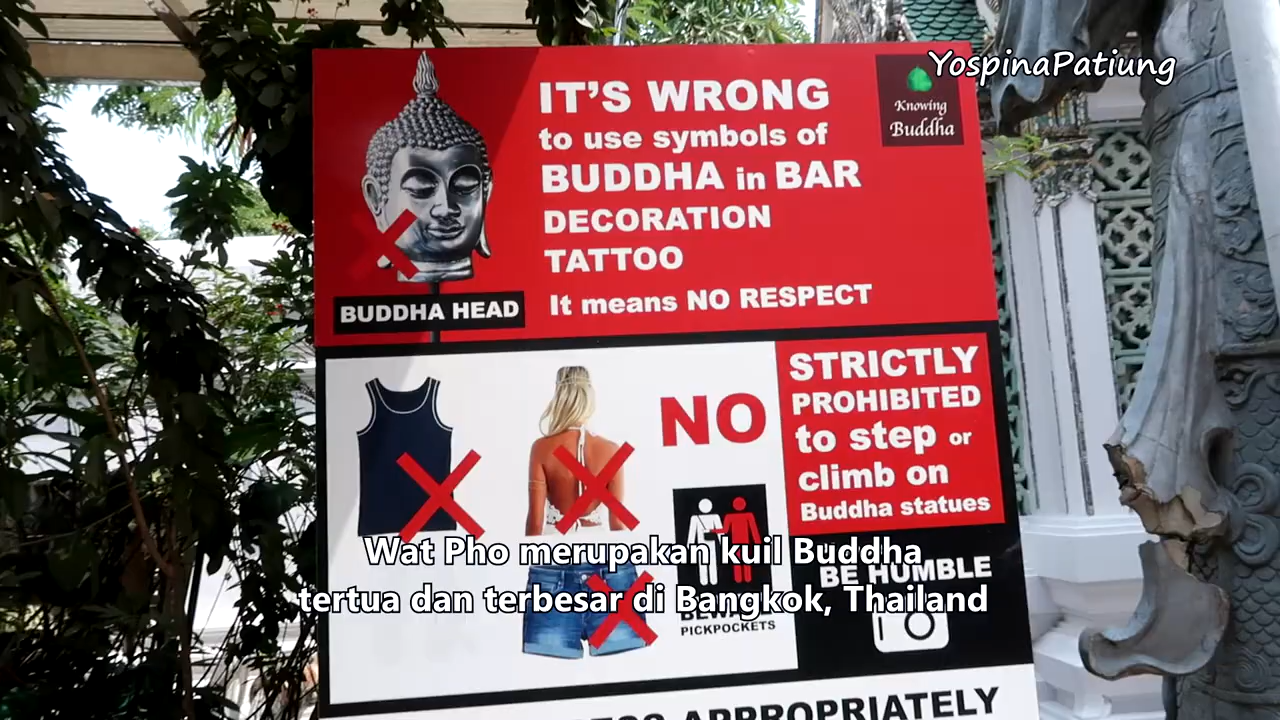 YospinaPatiung
IT'S WRONG
to use symbols of
BUDDHA in BAR
DECORATION
TATTOO
It means NO RESPECT
Knowing
Buddha
BUDDHA HEAD
NO
STRICTLY
PROHIBITED
to step or
climb on
Buddha statues
PICKPOCKETS
BE HUMBLE
Wat Pho merupakan kuil Buddha
tertua dan terbesar di Bangkok, Thailand
APPROPRIATELY